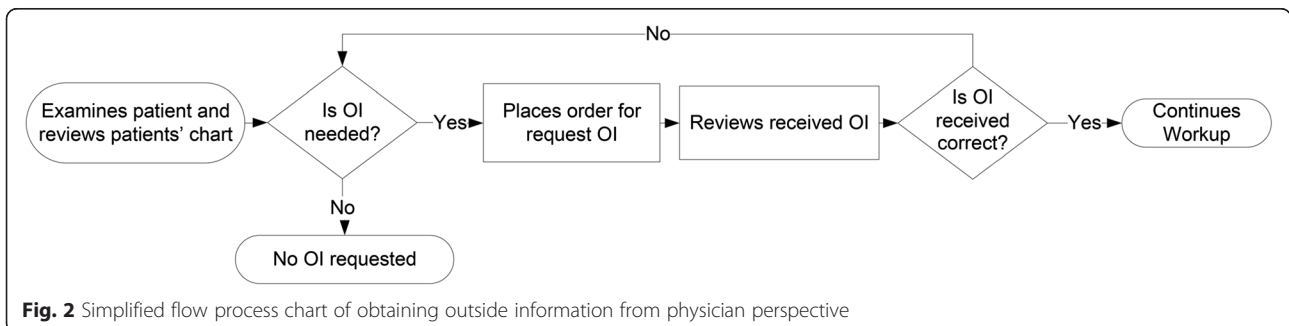 No
Examines patient and
reviews patients’ chart
Is OI
needed?
Yes
Places order for
request OI
Reviews received OI
Is OI
received
correct?
Yes
Continues
Workup
No
No OI requested
Fig. 2 Simplified flow process chart of obtaining outside information from physician perspective